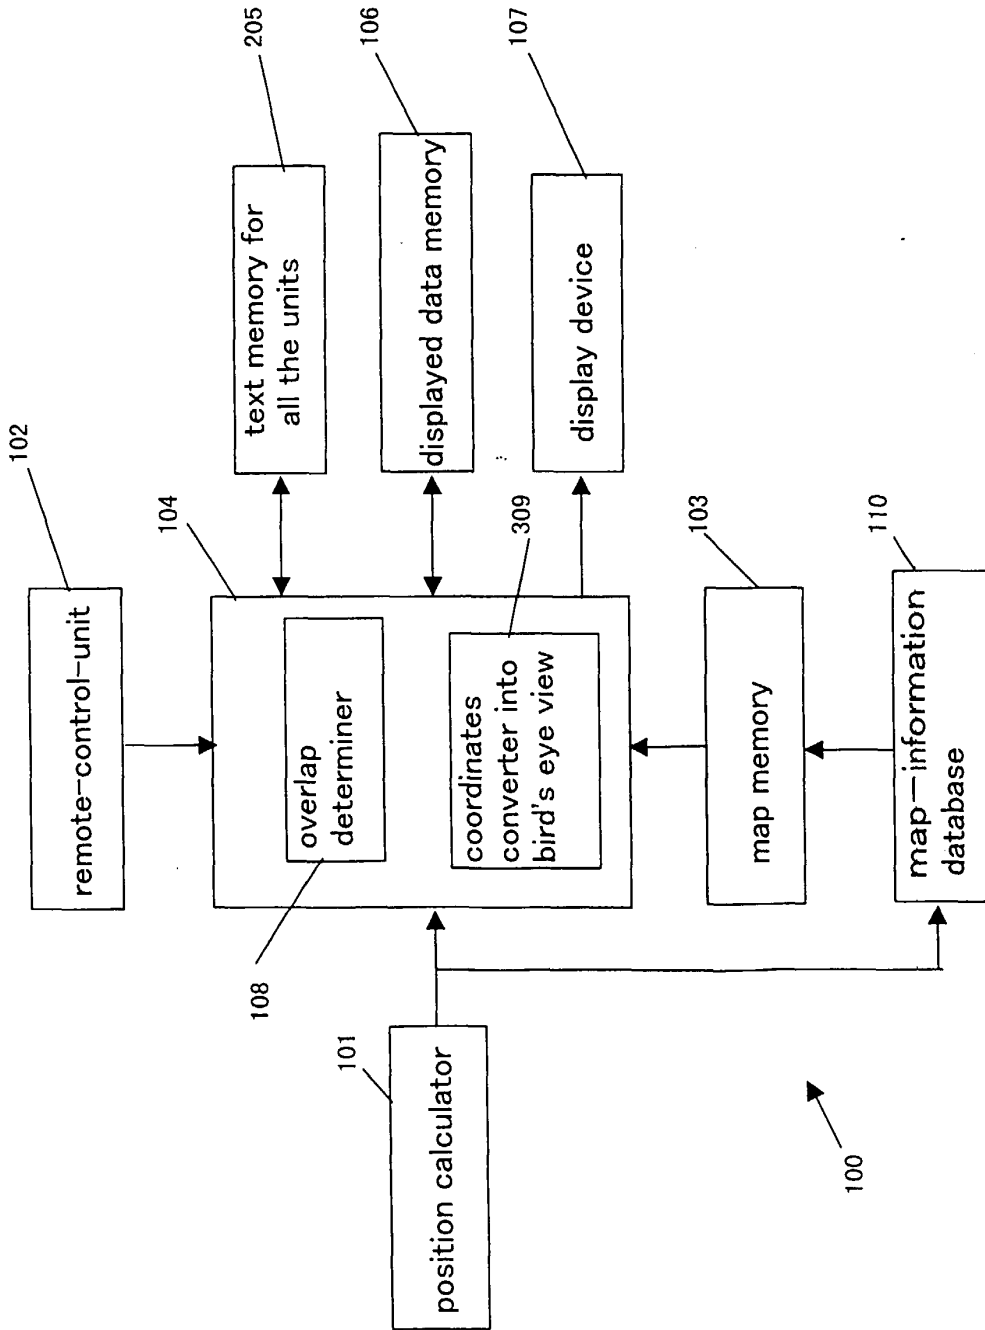 102
remote-control-unit
205
text memory for
all the units
106
displayed data memory
107
display device
104
overlap
determiner
108
309
coordinates
converter into
bird's eye view
101
position calculator
103
map memory
110
map—information
database
100